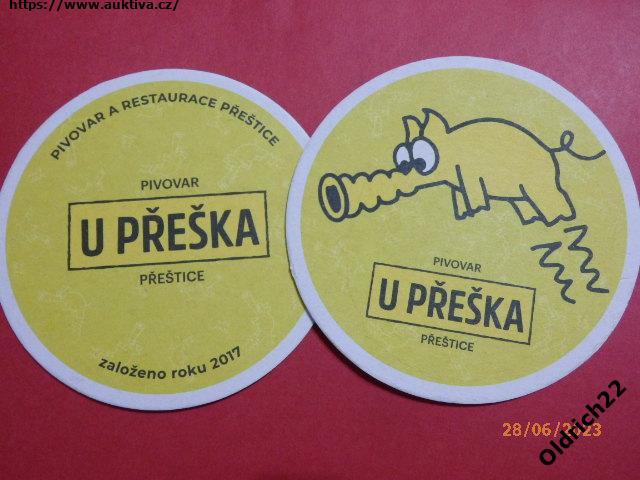 https://www.auktiva.cz/
PIVOVAR A RESTAURACE PŘEŠTICE
PIVOVAR
U PŘEŠKA
PŘEŠTICE
založeno roku 2017
PIVOVAR
U PŘEŠKA
PŘEŠTICE
28/06/2023
Oldrich22